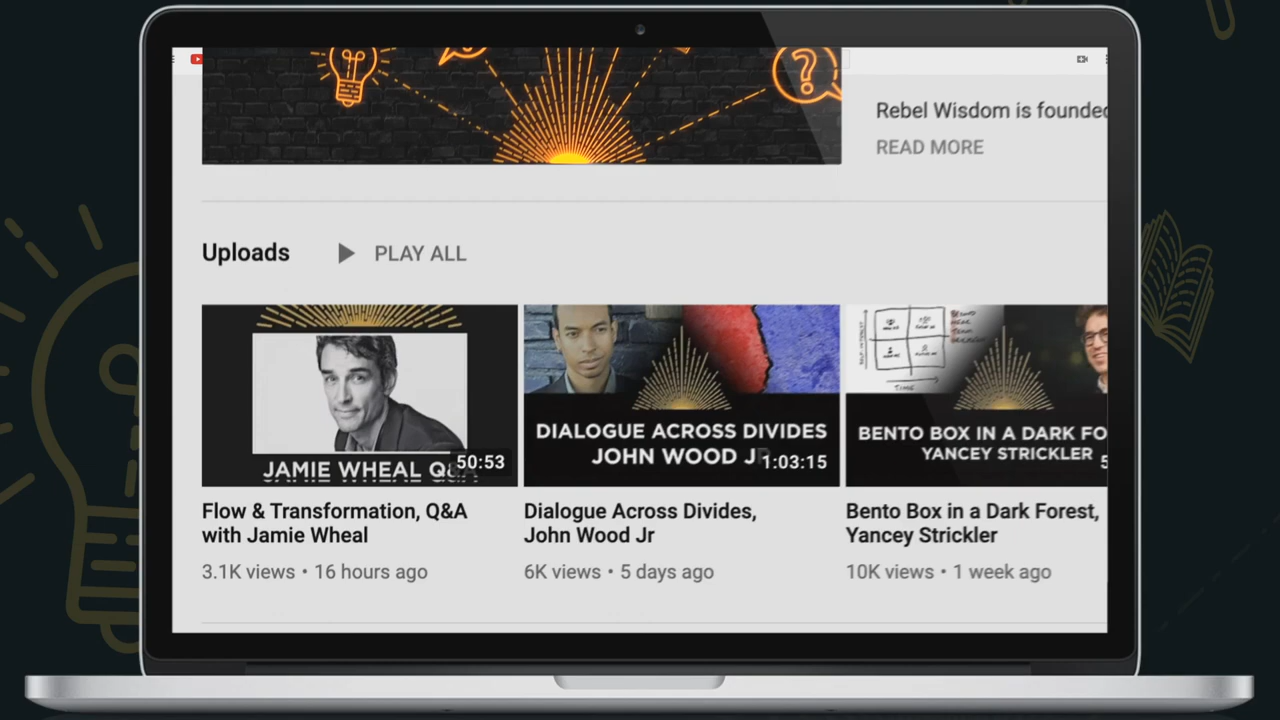 Rebel Wisdom is founded
READ MORE
Uploads
PLAY ALL
JAMIE WHEAL Q&A
50:53
DIALOGUE ACROSS DIVIDES
JOHN WOOD J
1:03:15
TIME
BENTO BOX IN A DARK FO
YANCEY STRICKLER
5
Flow & Transformation, Q&A
with Jamie Wheal
3.1K views • 16 hours ago
Dialogue Across Divides,
John Wood Jr
6K views • 5 days ago
Bento Box in a Dark Forest,
Yancey Strickler
10K views • 1 week ago